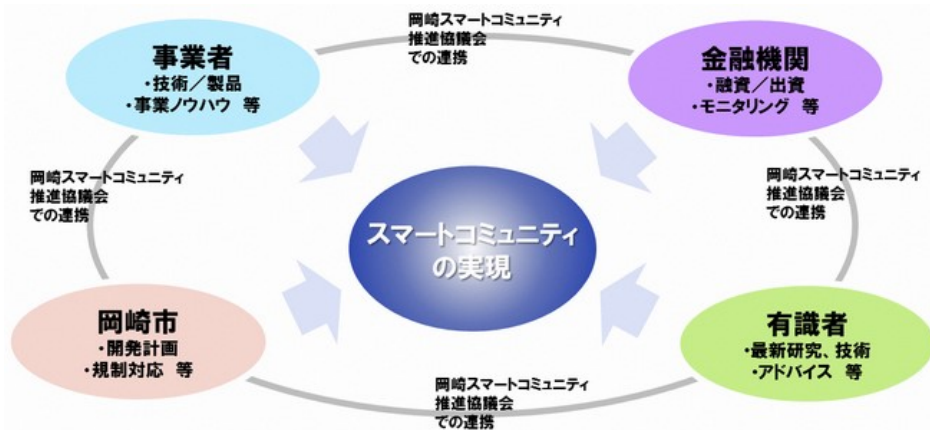 岡崎スマートコミュニティ
推進協議会
での連携
事業者
・技術／製品
・事業ノウハウ 等
金融機関
・融資／出資
・モニタリング 等
岡崎スマートコミュニティ
推進協議会
での連携
岡崎スマートコミュニティ
推進協議会
での連携
スマートコミュニティ
の実現
岡崎市
・開発計画
・規制対応 等
有識者
・最新研究、技術
・アドバイス 等
岡崎スマートコミュニティ
推進協議会
での連携